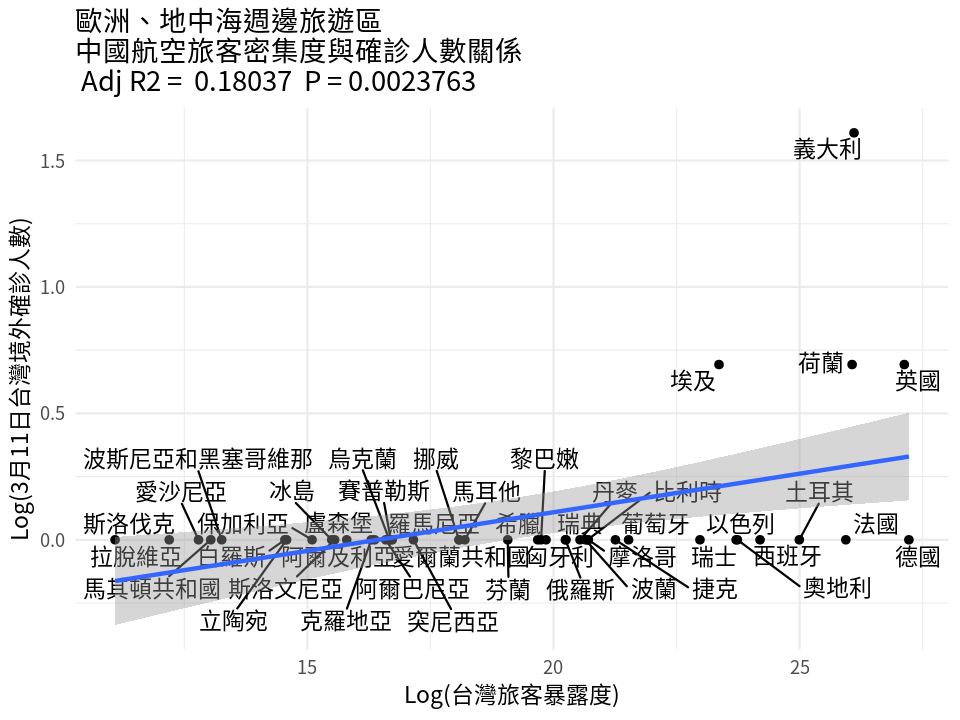 歐洲、地中海週邊旅遊區
中國航空旅客密集度與確診人數關係
Adj R2 = 0.18037 P = 0.0023763
Log(3月11日台灣境外確診人數)
1.5
1.0
0.5
0.0
義大利
埃及
荷蘭
英國
波斯尼亞和黑塞哥維那
烏克蘭
挪威
黎巴嫩
愛沙尼亞
冰島
賽普勒斯
馬耳他
丹麥
比利時
土耳其
斯洛伐克
保加利亞
盧森堡
羅馬尼亞
希臘
瑞典
葡萄牙
以色列
法國
拉脫維亞
白羅斯
阿爾及利亞
愛爾蘭共和國
匈牙利
摩洛哥
瑞士
西班牙
德國
馬其頓共和國
斯洛文尼亞
阿爾巴尼亞
芬蘭
俄羅斯
波蘭
捷克
奧地利
立陶宛
克羅地亞
突尼西亞
15
20
25
Log(台灣旅客暴露度)